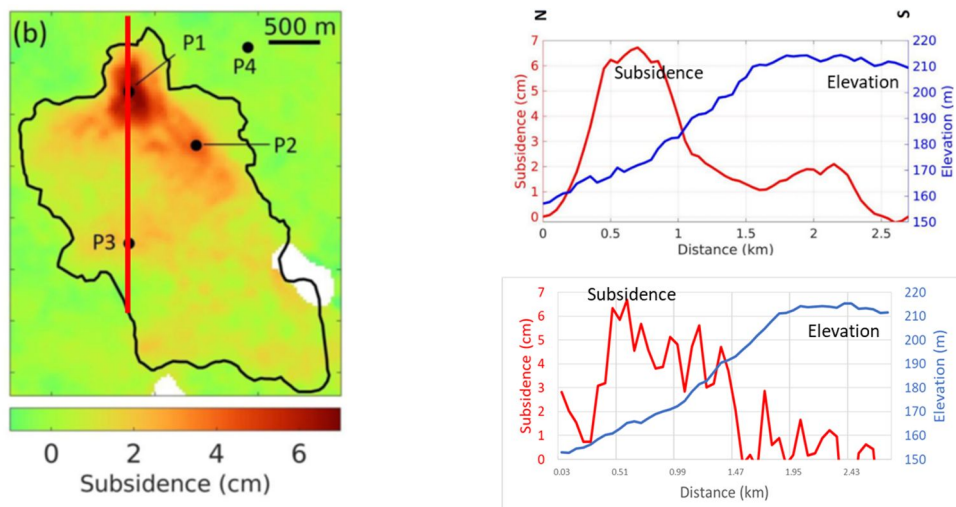 (b)
500 m
P1
P4
P2
P3
0 2 4 6
Subsidence (cm)
N S
7 220
6 210
5 200
4 190
3 180
2 170
1 160
0 150
Subsidence
Elevation
Subsidence (cm)
Elevation (m)
0 0.5 1 1.5 2 2.5
Distance (km)
7 220
6 210
5 200
4 190
3 180
2 170
1 160
0 150
Subsidence
Elevation
Subsidence (cm)
Elevation (m)
0.03 0.51 0.99 1.47 1.95 2.43
Distance (km)